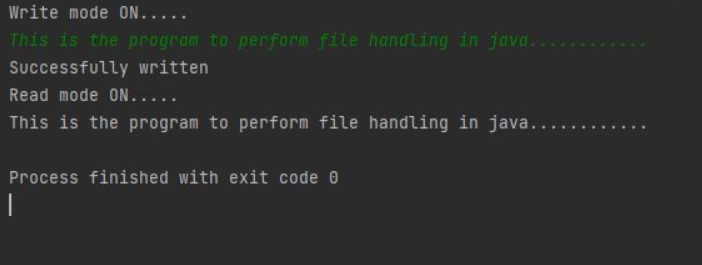 Write mode ON.....
This is the program to perform file handling in java............
Successfully written
Read mode ON.....
This is the program to perform file handling in java............
Process finished with exit code 0